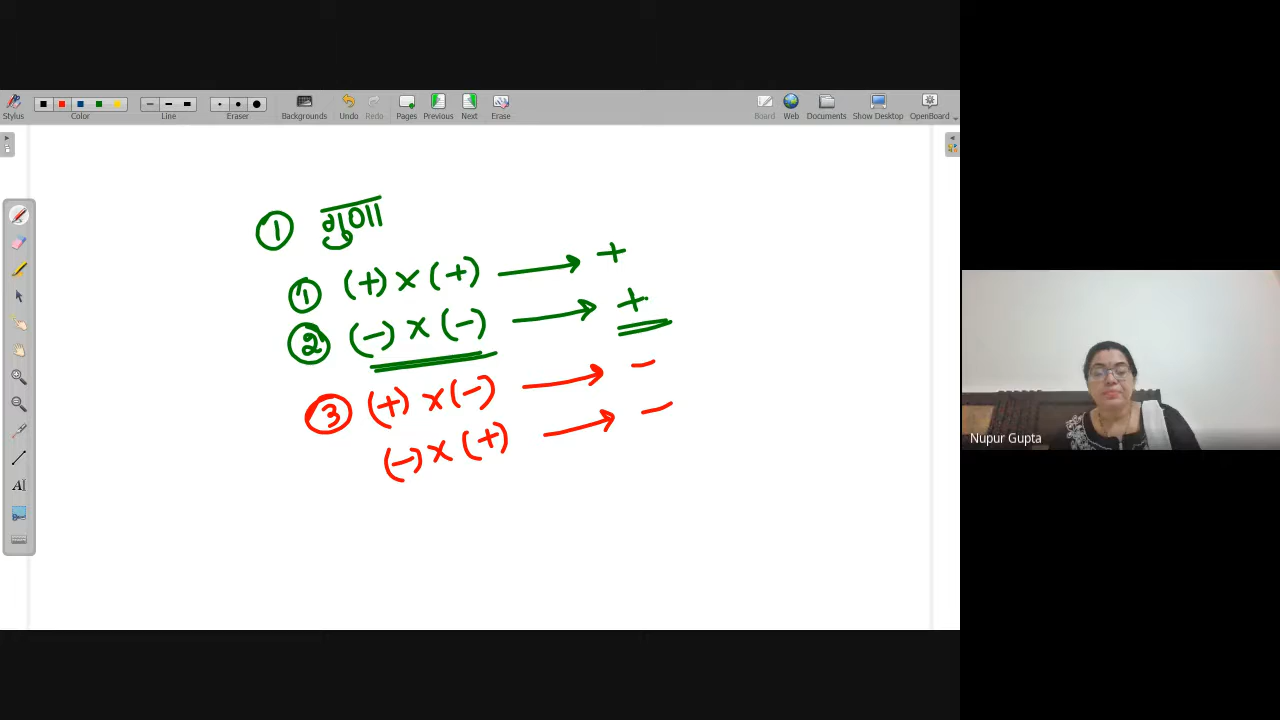 Stylus Color Line Eraser Backgrounds Undo Redo Pages Previous Next Erase Board Web Documents Show Desktop OpenBoard
① गुणा
① (+) × (+) ⟶ +
② (−) × (−) ⟶ +
③ (+) × (−) ⟶ −
(−) × (+) ⟶ −
Nupur Gupta